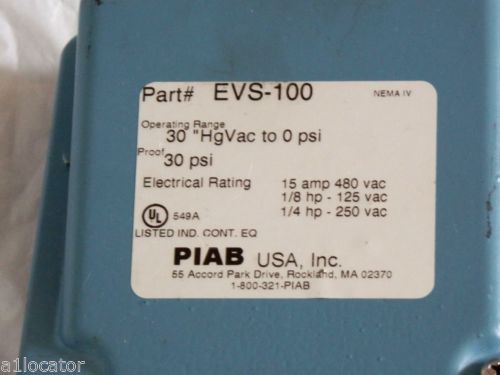 Part# EVS-100 NEMA IV
Operating Range
30 "HgVac to 0 psi
Proof
30 psi
Electrical Rating 15 amp 480 vac
1/8 hp - 125 vac
1/4 hp - 250 vac
UL 549A
LISTED IND. CONT. EQ
PIAB USA, Inc.
55 Accord Park Drive, Rockland, MA 02370
1-800-321-PIAB
a1locator a1locator